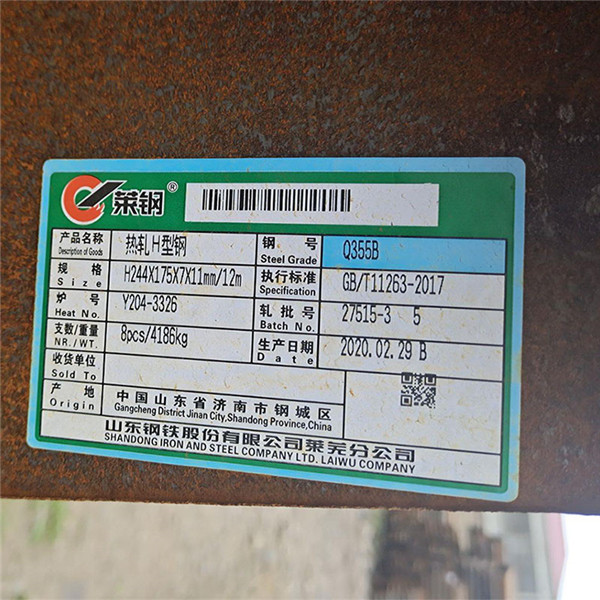 莱钢®
产品名称 热轧H型钢 钢 号 Q355B
Description of Goods Steel Grade
规 格 H244X175X7X11mm/12m 执行标准 GB/T11263-2017
Size Specification
炉 号 Y204-3326 轧批号 27515-3 5
Heat No. Batch No.
支数/重量 8pcs/4186kg 生产日期 2020.02.29 B
NR./WT. Date
收货单位
Sold To
产 地 中国山东省济南市钢城区
Origin Gangcheng District Jinan City,Shangdong Province,China
山东钢铁股份有限公司莱芜分公司
SHANDONG IRON AND STEEL COMPANY LTD. LAIWU COMPANY